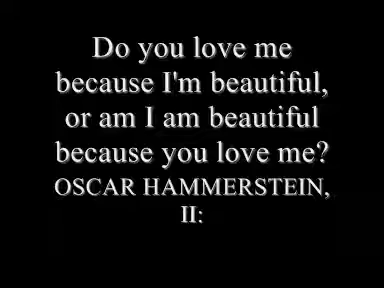 Do you love me
because I'm beautiful,
or am I am beautiful
because you love me?
OSCAR HAMMERSTEIN,
II: